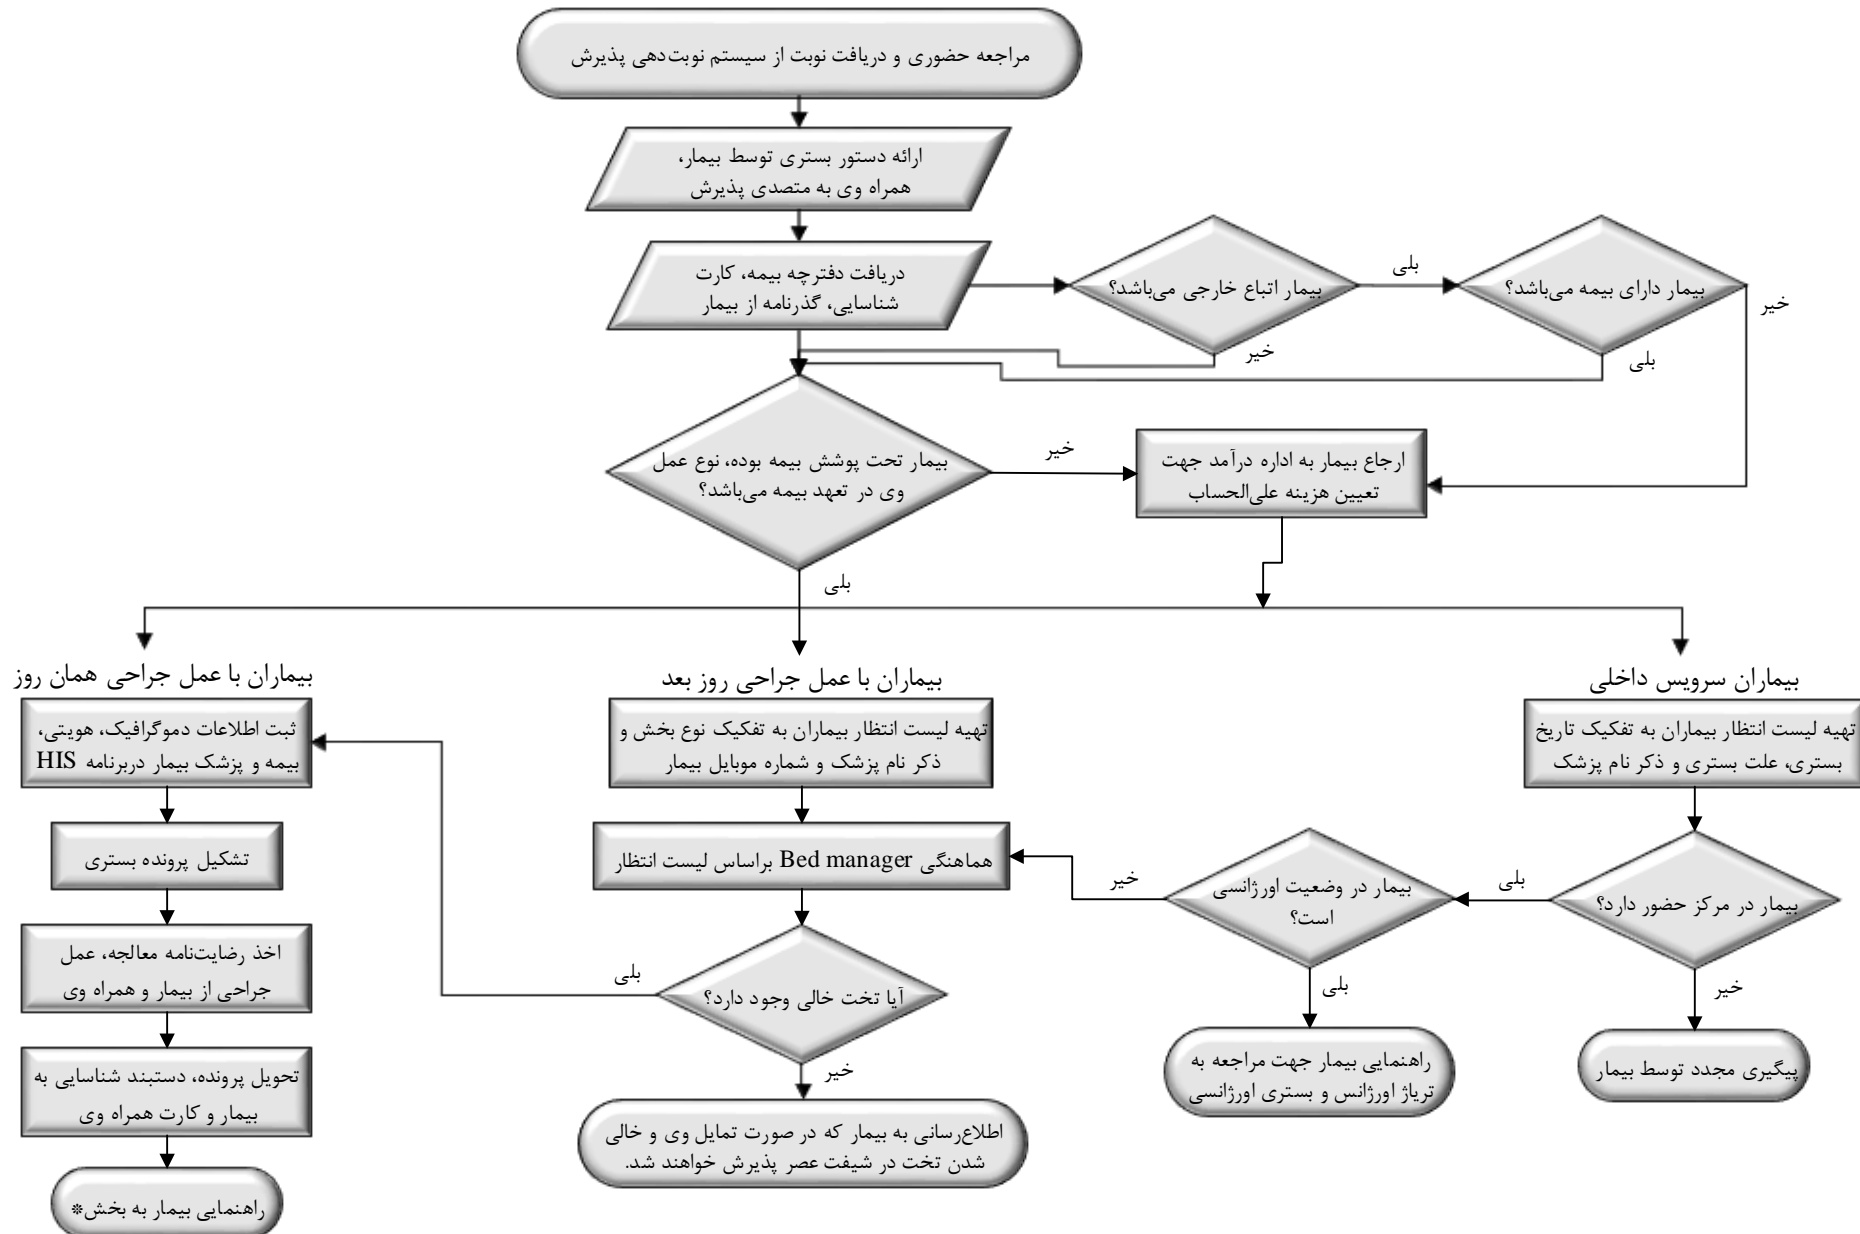 مراجعه حضوری و دریافت نوبت از سیستم نوبت‌دهی پذیرش
ارائه دستور بستری توسط بیمار،
همراه وی به متصدی پذیرش
دریافت دفترچه بیمه، کارت
شناسایی، گذرنامه از بیمار
بیمار اتباع خارجی می‌باشد؟
بلی
بیمار دارای بیمه می‌باشد؟
خیر
خیر
بلی
بیمار تحت پوشش بیمه بوده، نوع عمل
وی در تعهد بیمه می‌باشد؟
خیر
ارجاع بیمار به اداره درآمد جهت
تعیین هزینه علی‌الحساب
بلی
بیماران سرویس داخلی
تهیه لیست انتظار بیماران به تفکیک تاریخ
بستری، علت بستری و ذکر نام پزشک
بیمار در مرکز حضور دارد؟
بلی
خیر
پیگیری مجدد توسط بیمار
بیمار در وضعیت اورژانسی
است؟
خیر
بلی
راهنمایی بیمار جهت مراجعه به
تریاژ اورژانس و بستری اورژانسی
بیماران با عمل جراحی روز بعد
تهیه لیست انتظار بیماران به تفکیک نوع بخش و
ذکر نام پزشک و شماره موبایل بیمار
هماهنگی Bed manager براساس لیست انتظار
آیا تخت خالی وجود دارد؟
بلی
خیر
اطلاع‌رسانی به بیمار که در صورت تمایل وی و خالی
شدن تخت در شیفت عصر پذیرش خواهند شد.
بیماران با عمل جراحی همان روز
ثبت اطلاعات دموگرافیک، هویتی،
بیمه و پزشک بیمار دربرنامه HIS
تشکیل پرونده بستری
اخذ رضایت‌نامه معالجه، عمل
جراحی از بیمار و همراه وی
تحویل پرونده، دستبند شناسایی به
بیمار و کارت همراه وی
راهنمایی بیمار به بخش*